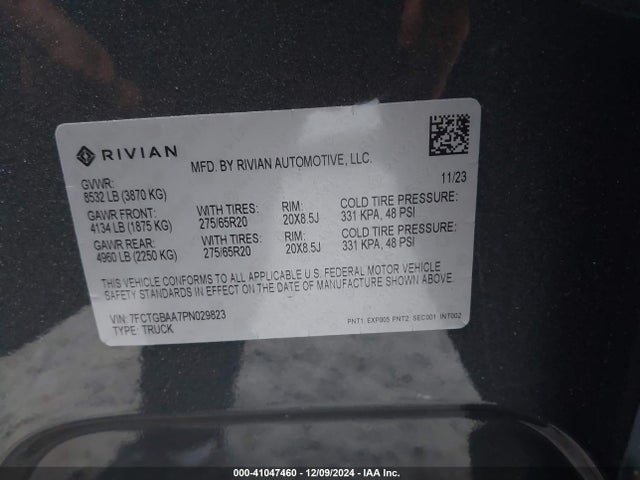 RIVIAN
MFD. BY RIVIAN AUTOMOTIVE, LLC.
GVWR:
8532 LB (3870 KG)
11/23
GAWR FRONT: WITH TIRES: RIM: COLD TIRE PRESSURE:
4134 LB (1875 KG) 275/65R20 20X8.5J 331 KPA, 48 PSI
GAWR REAR: WITH TIRES: RIM: COLD TIRE PRESSURE:
4960 LB (2250 KG) 275/65R20 20X8.5J 331 KPA, 48 PSI
THIS VEHICLE CONFORMS TO ALL APPLICABLE U.S. FEDERAL MOTOR VEHICLE
SAFETY STANDARDS IN EFFECT ON THE DATE OF MANUFACTURE SHOWN ABOVE.
VIN: 7FCTGBAA7PN029823
TYPE: TRUCK
PNT1: EXP905 PNT2: SEC001 INT002
000-41047460 - 12/09/2024 - IAA Inc.